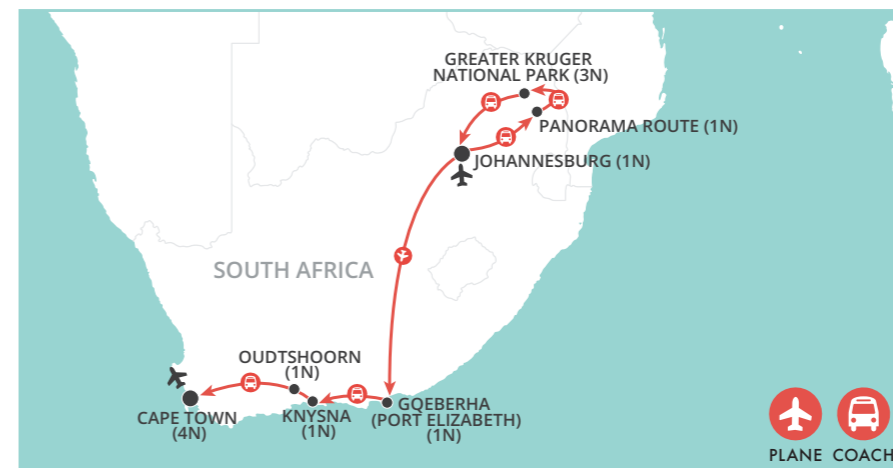 GREATER KRUGER
NATIONAL PARK (3N)
PANORAMA ROUTE (1N)
JOHANNESBURG (1N)
SOUTH AFRICA
OUDTSHOORN
(1N)
CAPE TOWN
(4N)
KNYSNA
(1N)
GQEBERHA
(PORT ELIZABETH)
(1N)
PLANE COACH